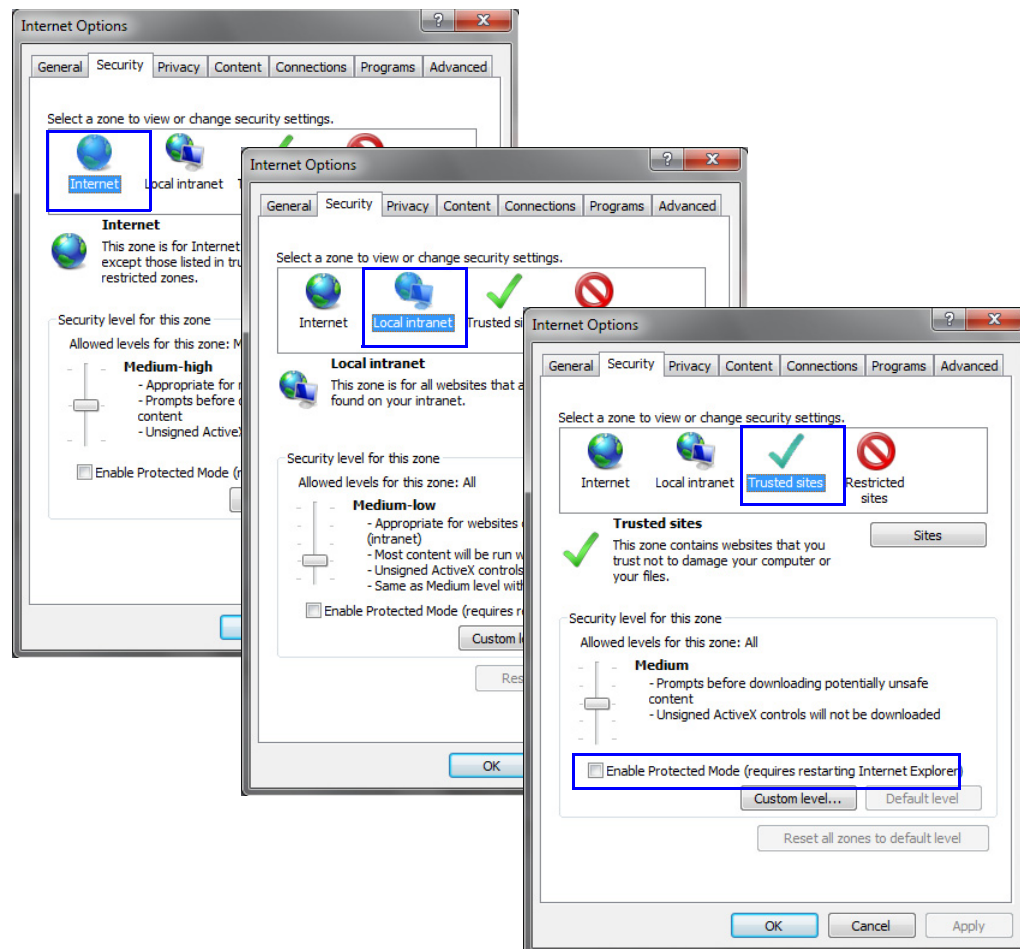 Internet Options
?
X
General Security Privacy Content Connections Programs Advanced
Select a zone to view or change security settings.
Internet Local intranet
Internet
This zone is for Internet
except those listed in
restricted zones.
Security level for this zone
Allowed levels for this zone:
Medium-high
- Appropriate for
- Prompts before
content
- Unsigned
Enable Protected Mode
Internet Options
?
X
General Security Privacy Content Connections Programs Advanced
Select a zone to view or change security settings.
Internet Local intranet Trusted
Local intranet
This zone is for all websites that
found on your intranet.
Security level for this zone
Allowed levels for this zone: All
Medium-low
- Appropriate for websites
(intranet)
- Most content will be run
- Unsigned ActiveX controls
- Same as Medium level
Enable Protected Mode (requires
Custom
OK
Internet Options
?
X
General Security Privacy Content Connections Programs Advanced
Select a zone to view or change security settings.
Internet Local intranet Trusted sites Restricted
sites
Trusted sites
This zone contains websites that you
trust not to damage your computer or
your files.
Sites
Security level for this zone
Allowed levels for this zone: All
Medium
- Prompts before downloading potentially unsafe
content
- Unsigned ActiveX controls will not be downloaded
Enable Protected Mode (requires restarting Internet Explorer)
Custom level... Default level
Reset all zones to default level
OK Cancel Apply